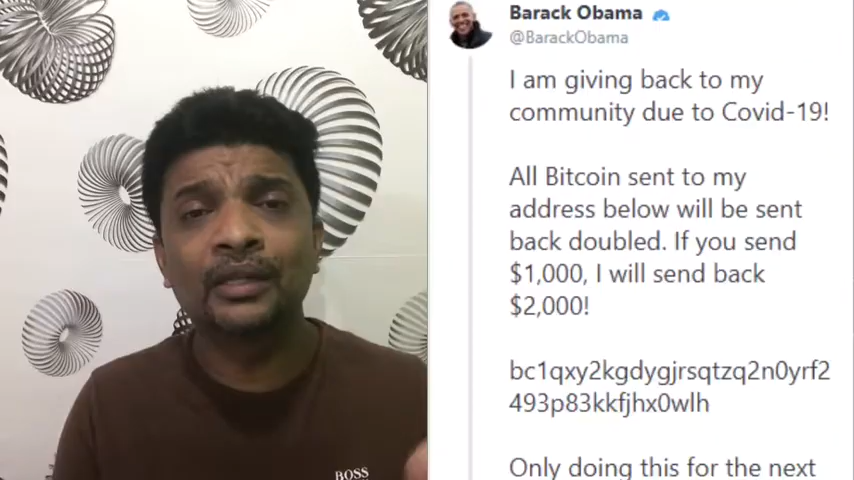 Barack Obama
@BarackObama
I am giving back to my
community due to Covid-19!
All Bitcoin sent to my
address below will be sent
back doubled. If you send
$1,000, I will send back
$2,000!
bc1qxy2kgdygjrsqtzq2n0yrf2
493p83kkfjhx0wlh
Only doing this for the next
BOSS